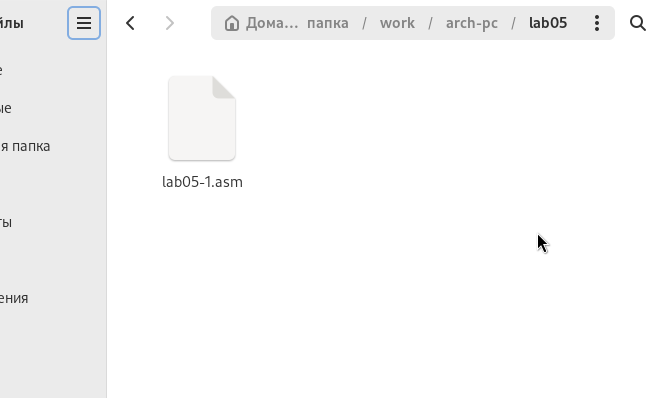 йлы
Дома… папка / work / arch-pc / lab05
е
ые
я папка
lab05-1.asm
ты
ения